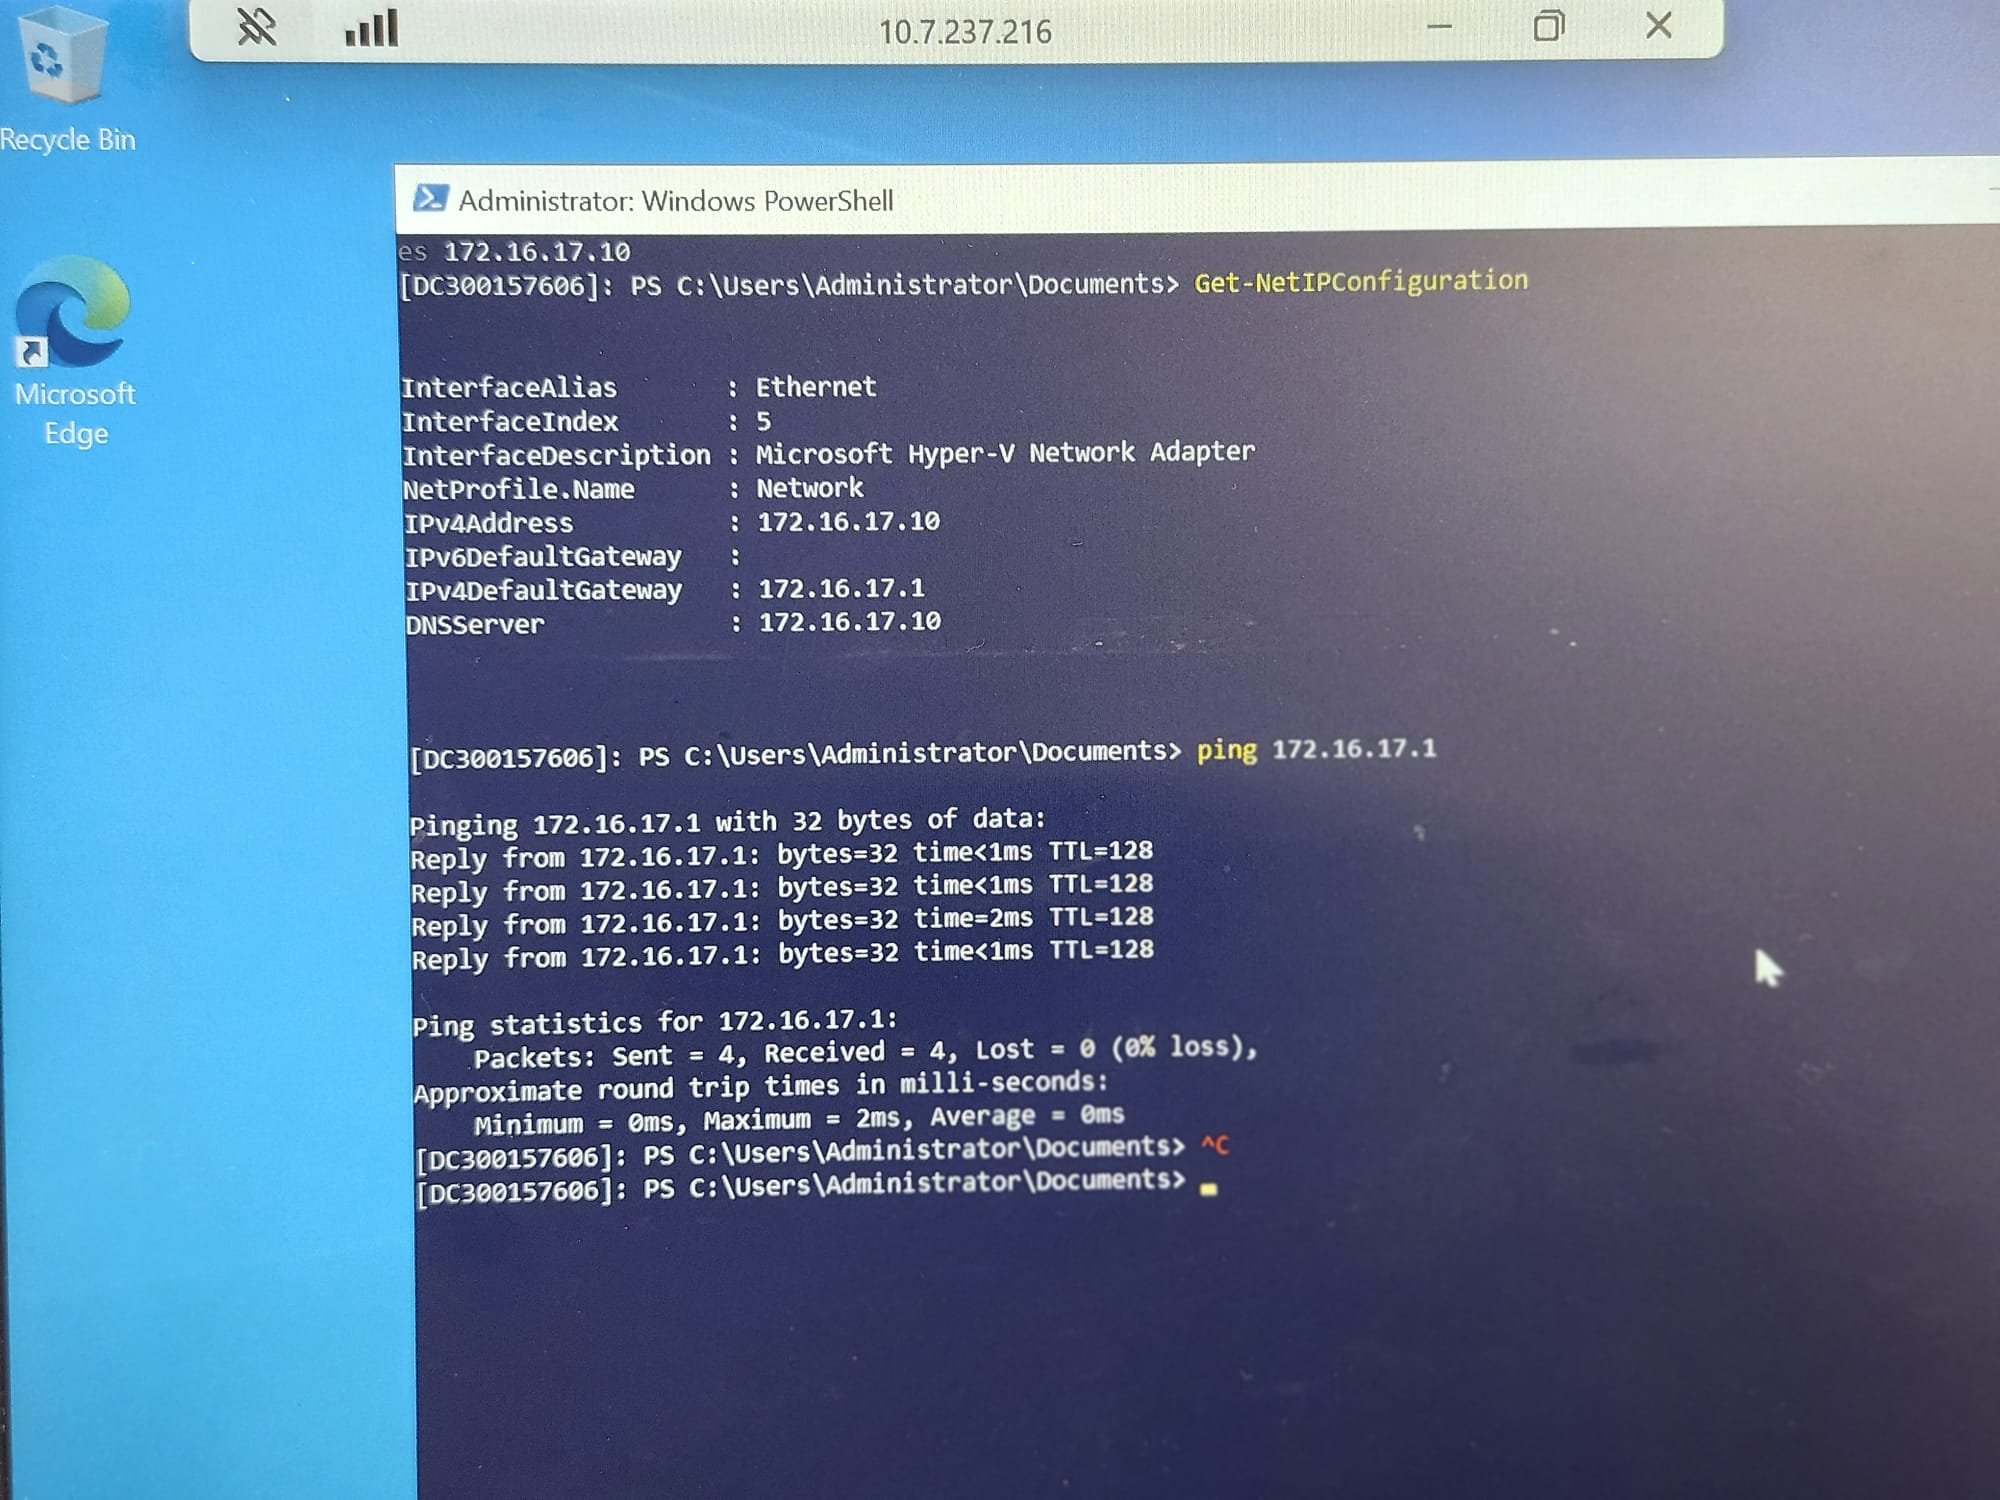 10.7.237.216
Recycle Bin
Microsoft
Edge
Administrator: Windows PowerShell
es 172.16.17.10
[DC300157606]: PS C:\Users\Administrator\Documents> Get-NetIPConfiguration
InterfaceAlias : Ethernet
InterfaceIndex : 5
InterfaceDescription : Microsoft Hyper-V Network Adapter
NetProfile.Name : Network
IPv4Address : 172.16.17.10
IPv6DefaultGateway :
IPv4DefaultGateway : 172.16.17.1
DNSServer : 172.16.17.10
[DC300157606]: PS C:\Users\Administrator\Documents> ping 172.16.17.1
Pinging 172.16.17.1 with 32 bytes of data:
Reply from 172.16.17.1: bytes=32 time<1ms TTL=128
Reply from 172.16.17.1: bytes=32 time<1ms TTL=128
Reply from 172.16.17.1: bytes=32 time=2ms TTL=128
Reply from 172.16.17.1: bytes=32 time<1ms TTL=128
Ping statistics for 172.16.17.1:
Packets: Sent = 4, Received = 4, Lost = 0 (0% loss),
Approximate round trip times in milli-seconds:
Minimum = 0ms, Maximum = 2ms, Average = 0ms
[DC300157606]: PS C:\Users\Administrator\Documents> ^C
[DC300157606]: PS C:\Users\Administrator\Documents>